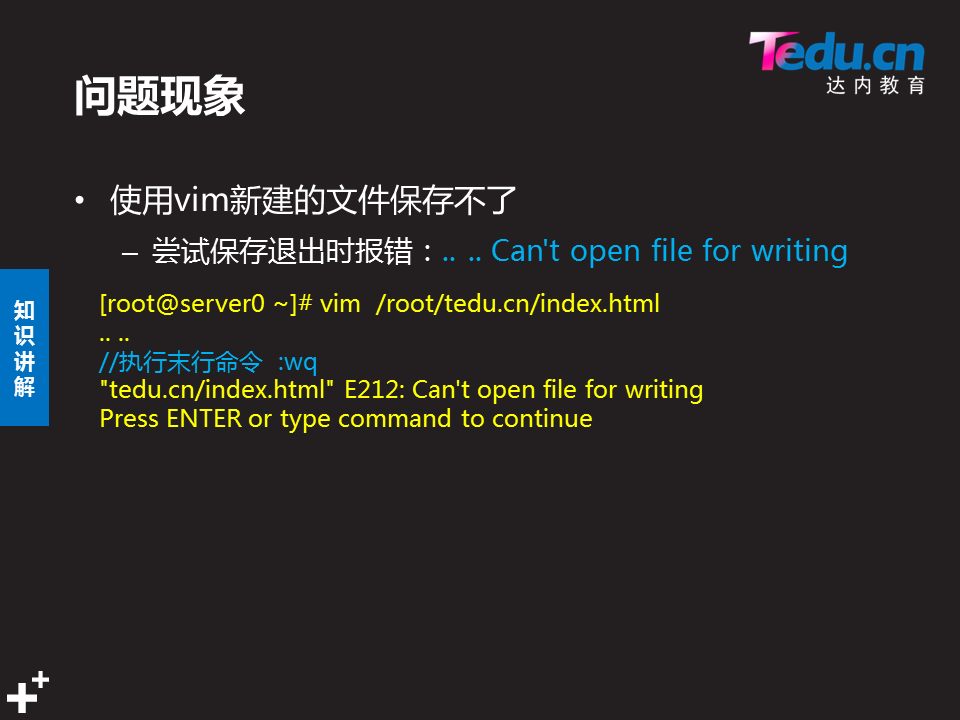 Tedu.cn
达内教育
问题现象
• 使用vim新建的文件保存不了
– 尝试保存退出时报错：.. .. Can't open file for writing
知识讲解
[root@server0 ~]# vim  /root/tedu.cn/index.html
.. ..
//执行末行命令  :wq
"tedu.cn/index.html" E212: Can't open file for writing
Press ENTER or type command to continue